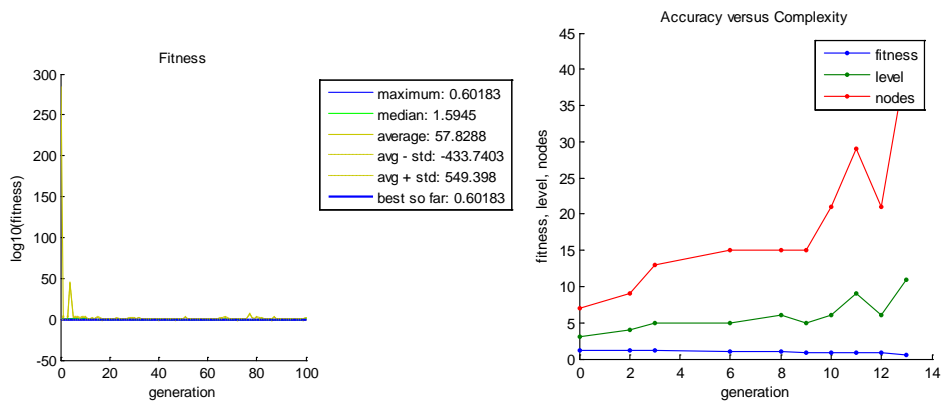 Fitness
300
250
200
150
100
50
0
-50
log10(fitness)
0 20 40 60 80 100
generation
maximum: 0.60183
median: 1.5945
average: 57.8288
avg - std: -433.7403
avg + std: 549.398
best so far: 0.60183
Accuracy versus Complexity
45
40
35
30
25
20
15
10
5
0
fitness, level, nodes
0 2 4 6 8 10 12 14
generation
fitness
level
nodes